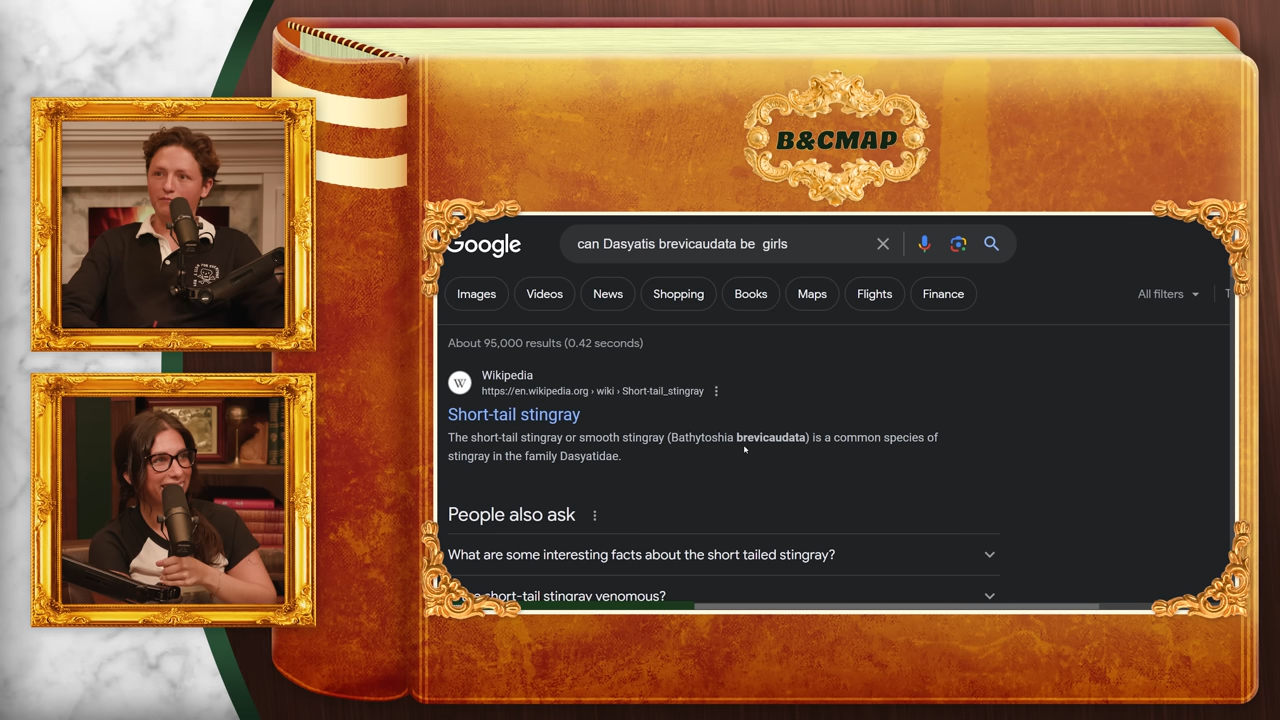 B&CMAP
Google
can Dasyatis brevicaudata be  girls
Images
Videos
News
Shopping
Books
Maps
Flights
Finance
All filters
About 95,000 results (0.42 seconds)
W
Wikipedia
https://en.wikipedia.org › wiki › Short-tail_stingray
Short-tail stingray
The short-tail stingray or smooth stingray (Bathytoshia brevicaudata) is a common species of
stingray in the family Dasyatidae.
People also ask
What are some interesting facts about the short tailed stingray?
short-tail stingray venomous?